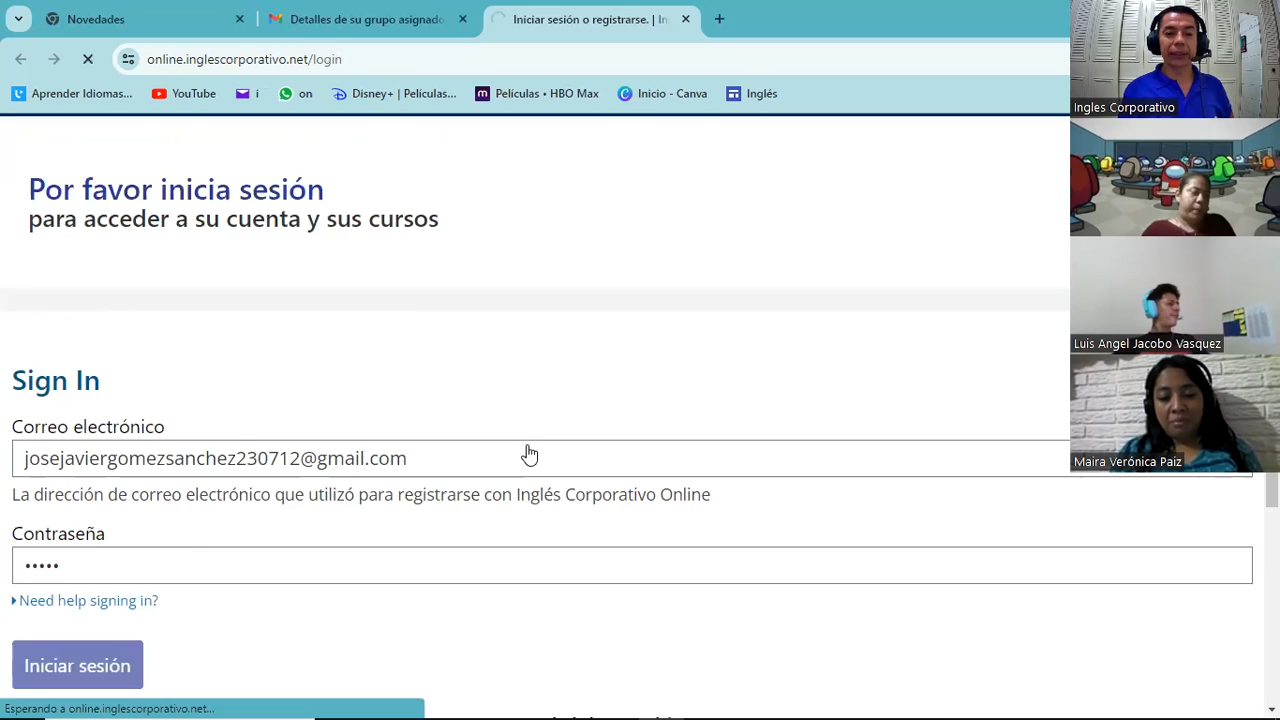 Novedades
Detalles de su grupo asignado
Iniciar sesión o registrarse. | In
online.inglescorporativo.net/login
Aprender Idiomas...
YouTube
i
on
Disney+ | Películas...
Películas • HBO Max
Inicio - Canva
Inglés
Por favor inicia sesión
para acceder a su cuenta y sus cursos
Sign In
Correo electrónico
josejaviergomezsanchez230712@gmail.com
La dirección de correo electrónico que utilizó para registrarse con Inglés Corporativo Online
Contraseña
•••••
Need help signing in?
Iniciar sesión
Esperando a online.inglescorporativo.net...
Ingles Corporativo
Luis Angel Jacobo Vasquez
Maira Verónica Paiz